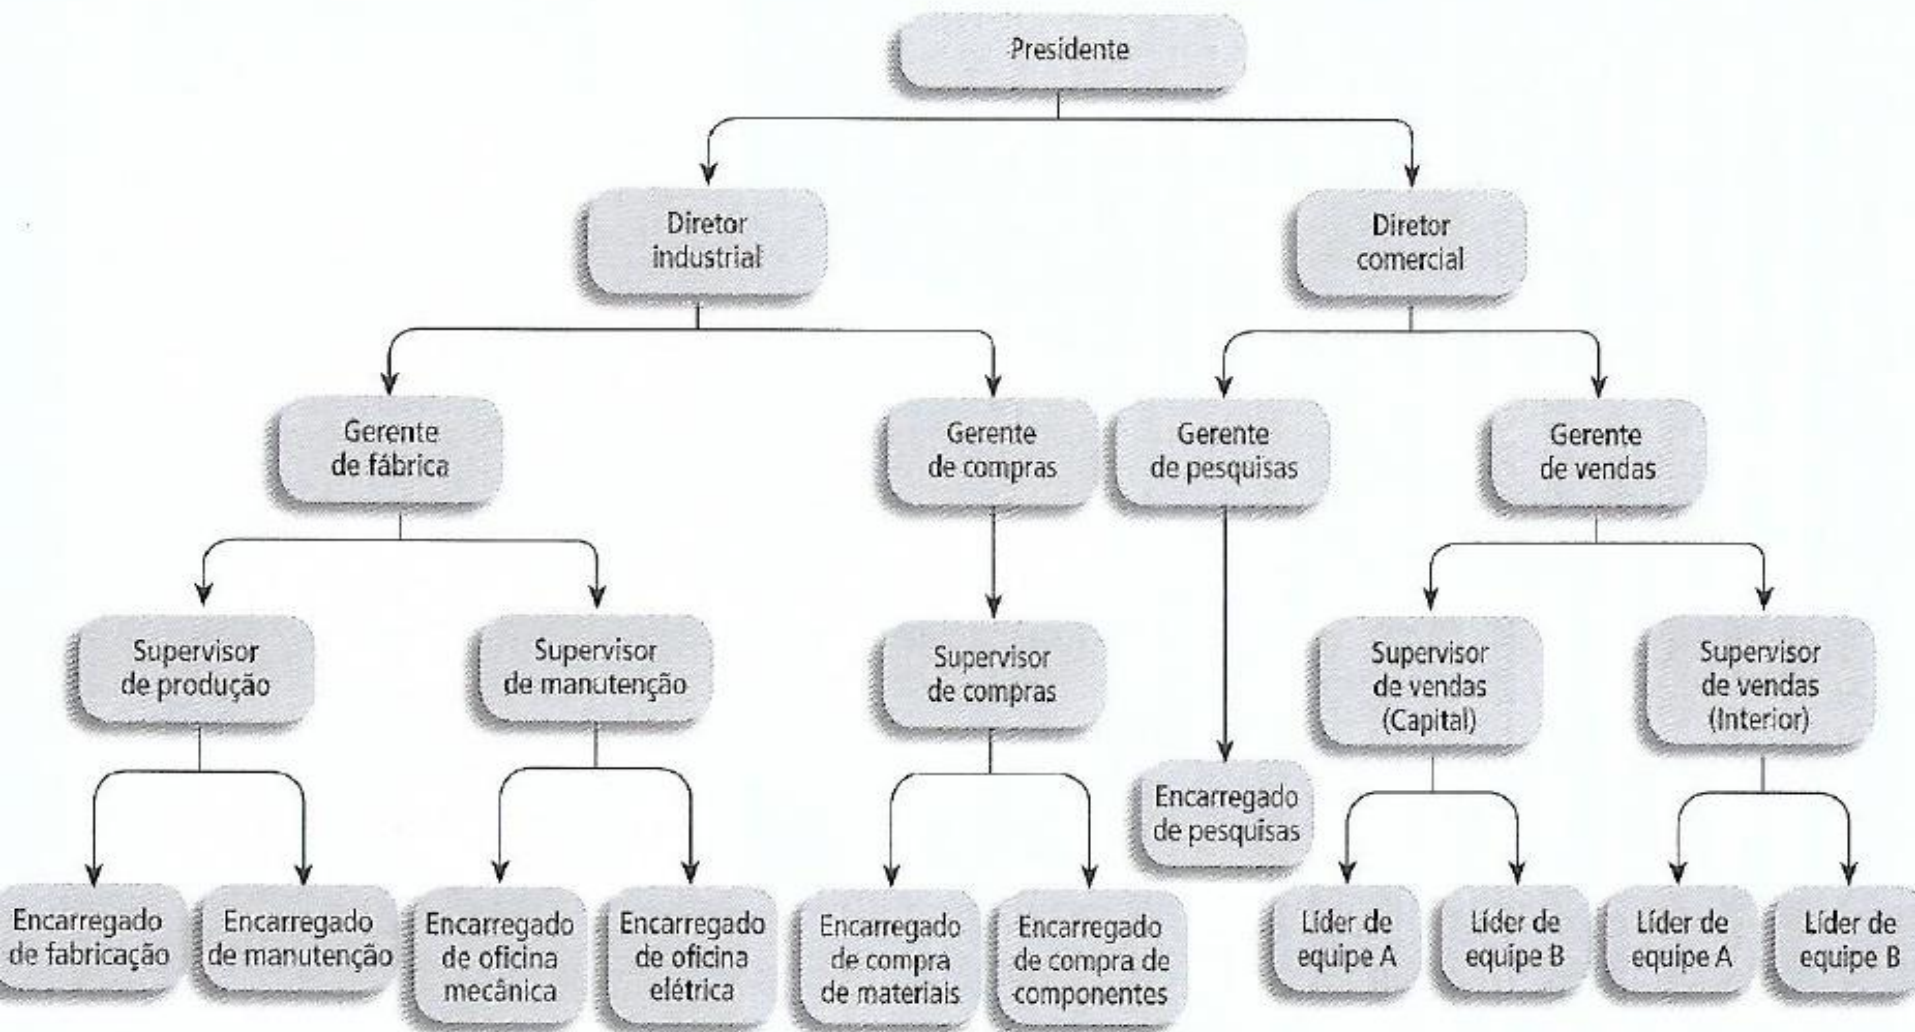 Presidente
Diretor
industrial
Diretor
comercial
Gerente
de fábrica
Gerente
de compras
Gerente
de pesquisas
Gerente
de vendas
Supervisor
de produção
Supervisor
de manutenção
Supervisor
de compras
Supervisor
de vendas
(Capital)
Supervisor
de vendas
(Interior)
Encarregado
de pesquisas
Encarregado
de fabricação
Encarregado
de manutenção
Encarregado
de oficina
mecânica
Encarregado
de oficina
elétrica
Encarregado
de compra
de materiais
Encarregado
de compra de
componentes
Líder de
equipe A
Líder de
equipe B
Líder de
equipe A
Líder de
equipe B